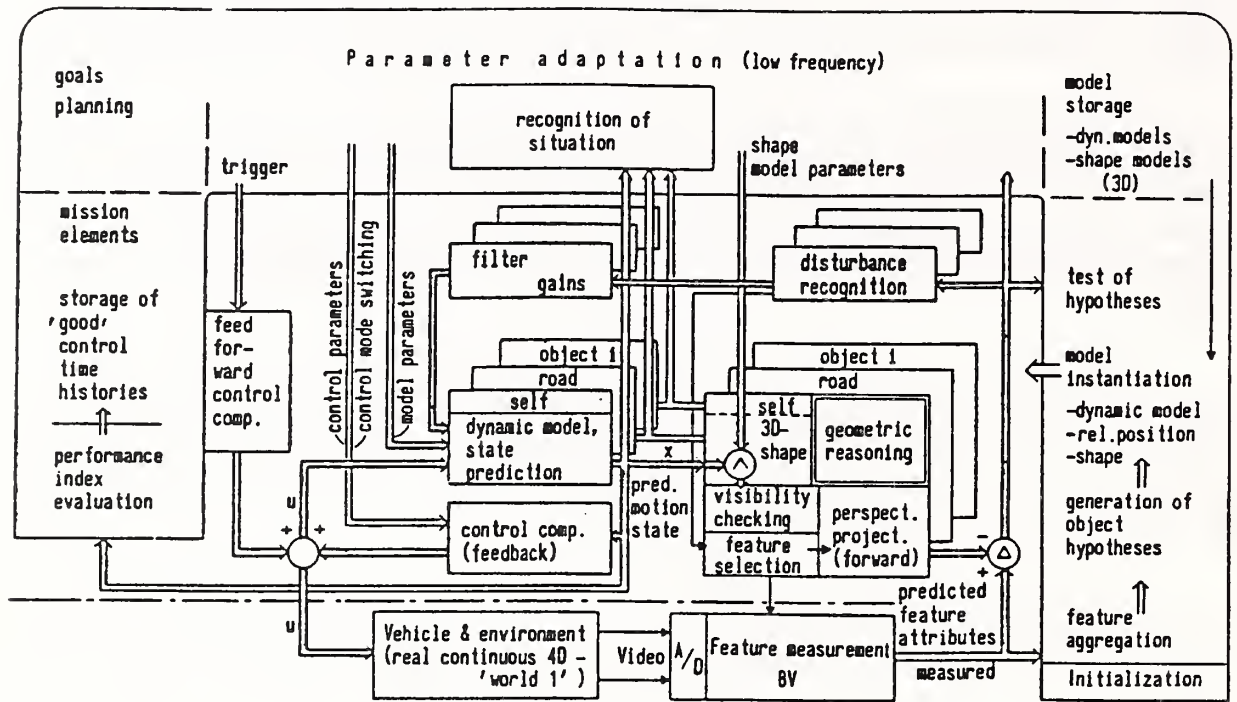 Parameter adaptation (low frequency)
goals
planning
trigger
recognition of
situation
shape
model parameters
model
storage
-dyn.models
-shape models
(3D)
mission
elements
storage of
'good'
control
time
histories
performance
index
evaluation
feed
for-
ward
control
comp.
control parameters
control mode switching
model parameters
filter
gains
disturbance
recognition
test of
hypotheses
object i
road
self
dynamic model,
state
prediction
x
pred.
motion
state
object i
road
self
3D-
shape
geometric
reasoning
visibility
checking
feature
selection
perspect.
project.
(forward)
model
instantiation
-dynamic model
-rel.position
-shape
generation of
object
hypotheses
feature
aggregation
Initialization
u
+ +
control comp.
(feedback)
-
Δ
+
predicted
feature
attributes
measured
u
Vehicle & environment
(real continuous 4D -
'world 1' )
Video
A/D
Feature measurement
BV